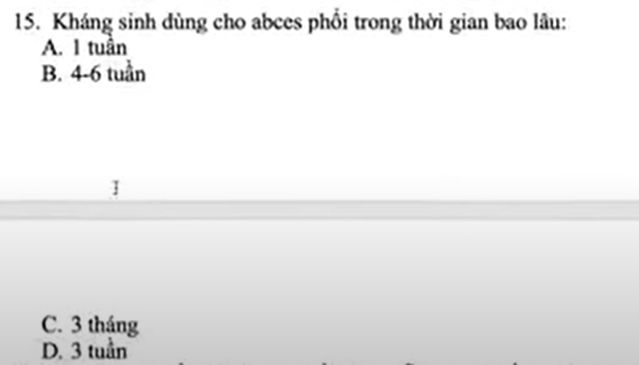 15. Kháng sinh dùng cho abces phổi trong thời gian bao lâu:
A. 1 tuần
B. 4-6 tuần
C. 3 tháng
D. 3 tuần